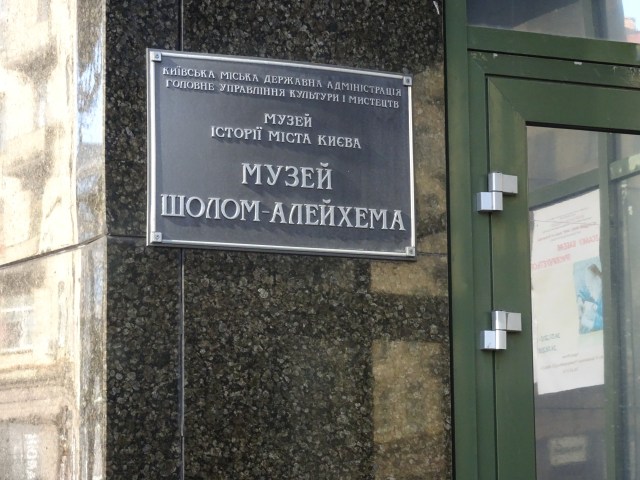 КИЇВСЬКА МІСЬКА ДЕРЖАВНА АДМІНІСТРАЦІЯ
ГОЛОВНЕ УПРАВЛІННЯ КУЛЬТУРИ І МИСТЕЦТВ
МУЗЕЙ
ІСТОРІЇ МІСТА КИЄВА
МУЗЕЙ
ШОЛОМ-АЛЕЙХЕМА